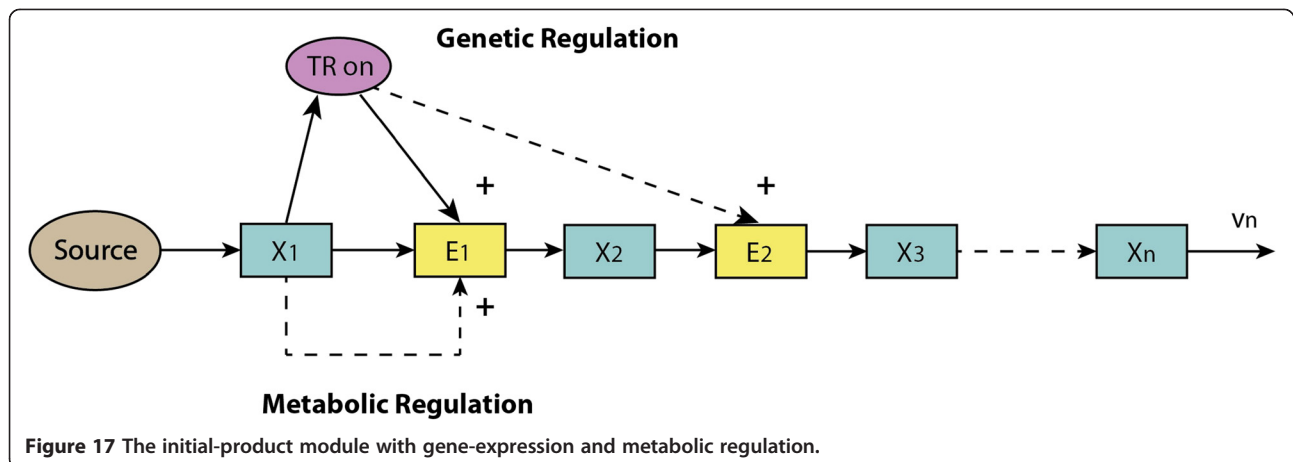 Genetic Regulation
TR on
+
+
vn
Source
X1
E1
X2
E2
X3
Xn
+
Metabolic Regulation
Figure 17 The initial-product module with gene-expression and metabolic regulation.